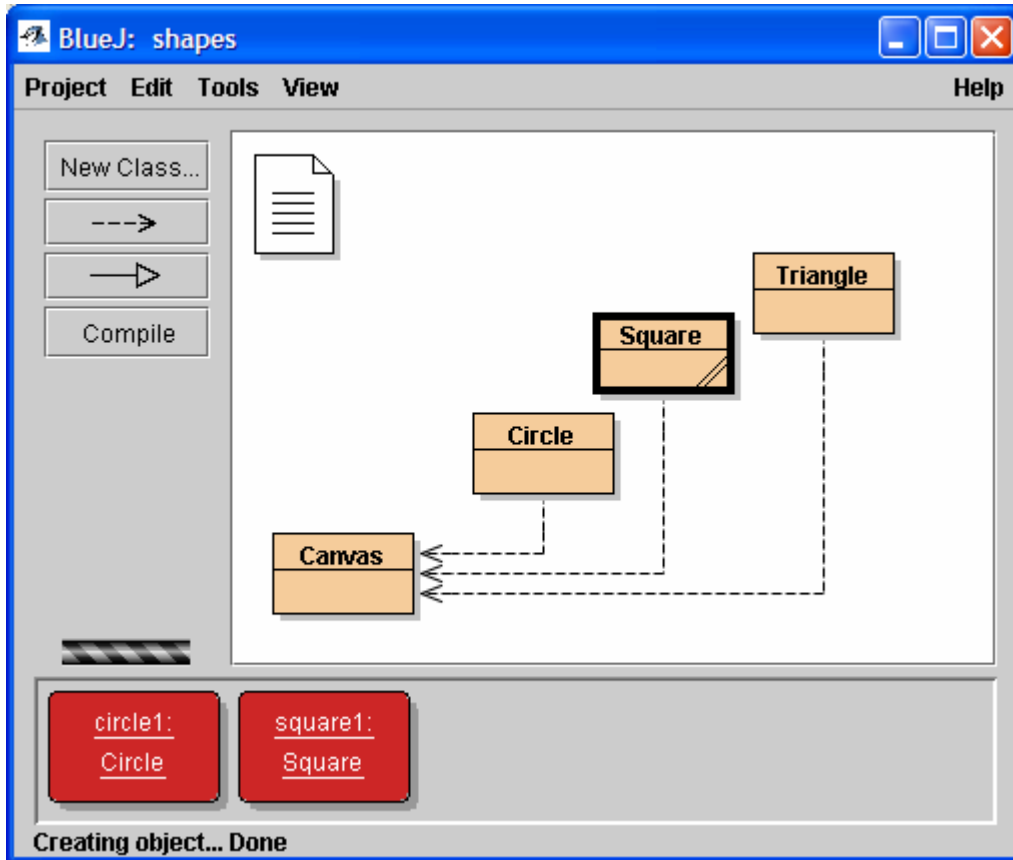 BlueJ: shapes
Project Edit Tools View Help
New Class...
Compile
Triangle
Square
Circle
Canvas
circle1:
Circle
square1:
Square
Creating object... Done